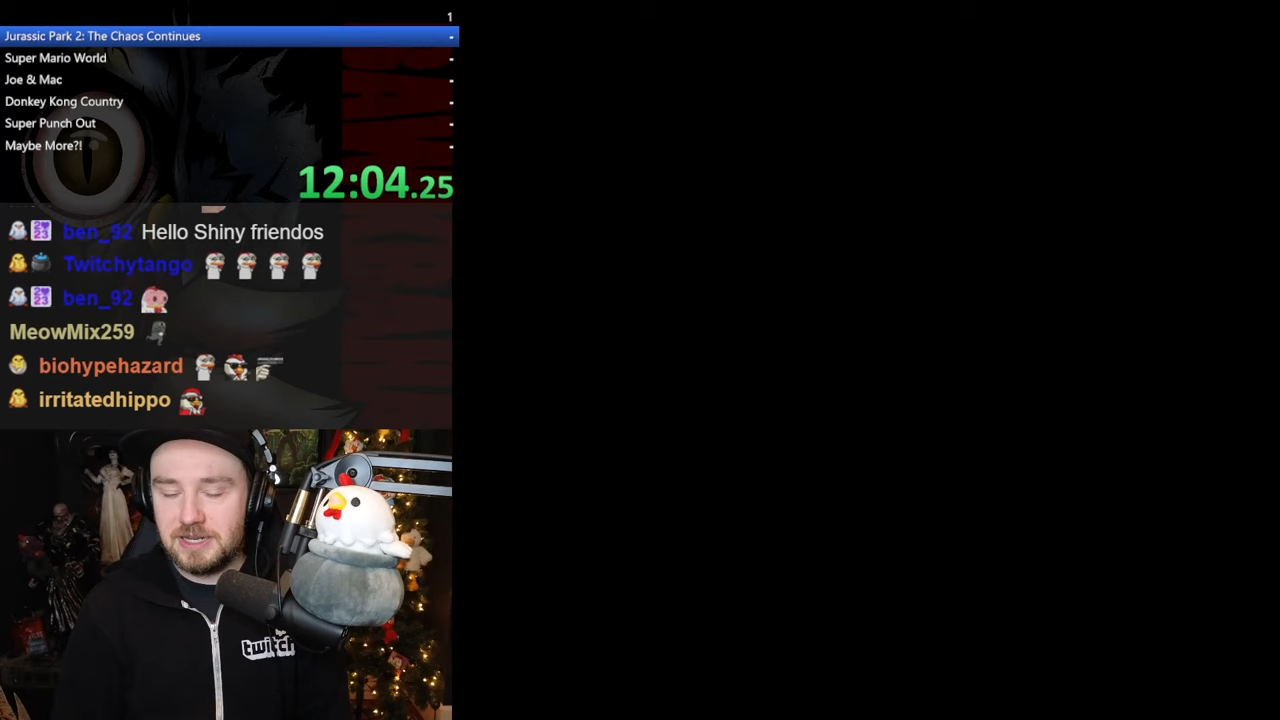 1
Jurassic Park 2: The Chaos Continues -
Super Mario World -
Joe & Mac -
Donkey Kong Country -
Super Punch Out -
Maybe More?! -
12:04.25
ben_92 Hello Shiny friendos
Twitchytango
ben_92
MeowMix259
biohypehazard
irritatedhippo
twitch